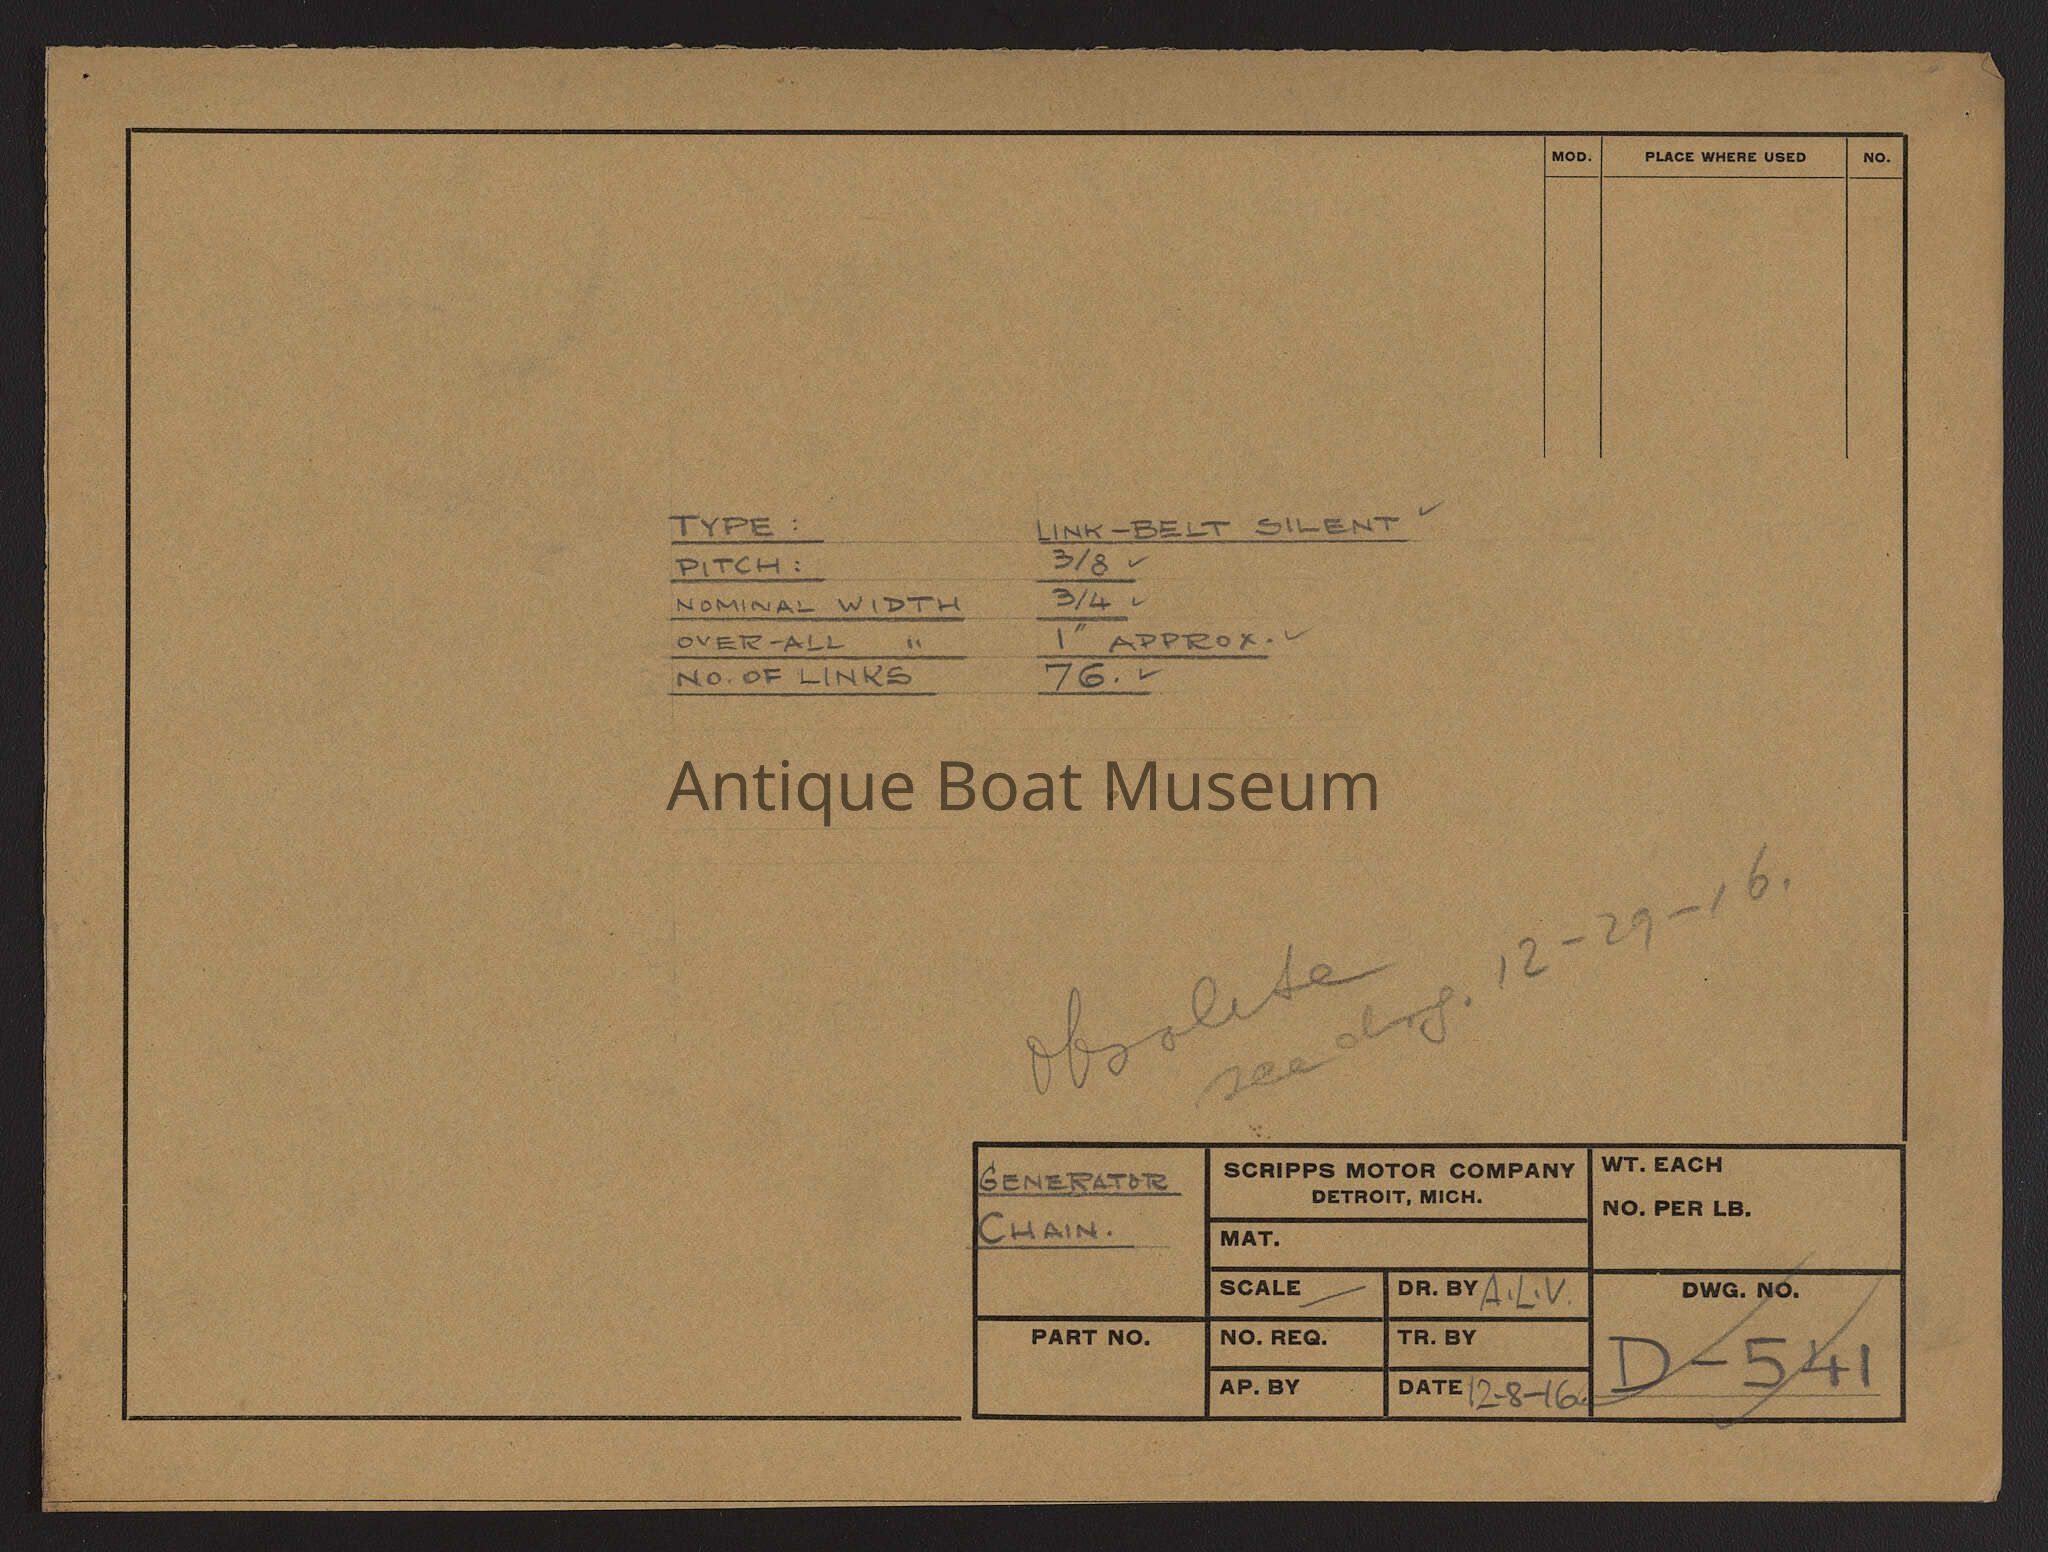 MOD. PLACE WHERE USED NO.
TYPE: LINK-BELT SILENT ✓
PITCH: 3/8 ✓
NOMINAL WIDTH 3/4 ✓
OVER-ALL " 1" APPROX. ✓
NO. OF LINKS 76. ✓
Antique Boat Museum
Obsolete
see drg. 12-29-16.
GENERATOR
CHAIN.
PART NO.
SCRIPPS MOTOR COMPANY
DETROIT, MICH.
MAT.
SCALE — DR. BY A.L.V.
NO. REQ. TR. BY
AP. BY DATE 12-8-16
WT. EACH
NO. PER LB.
DWG. NO.
D-541